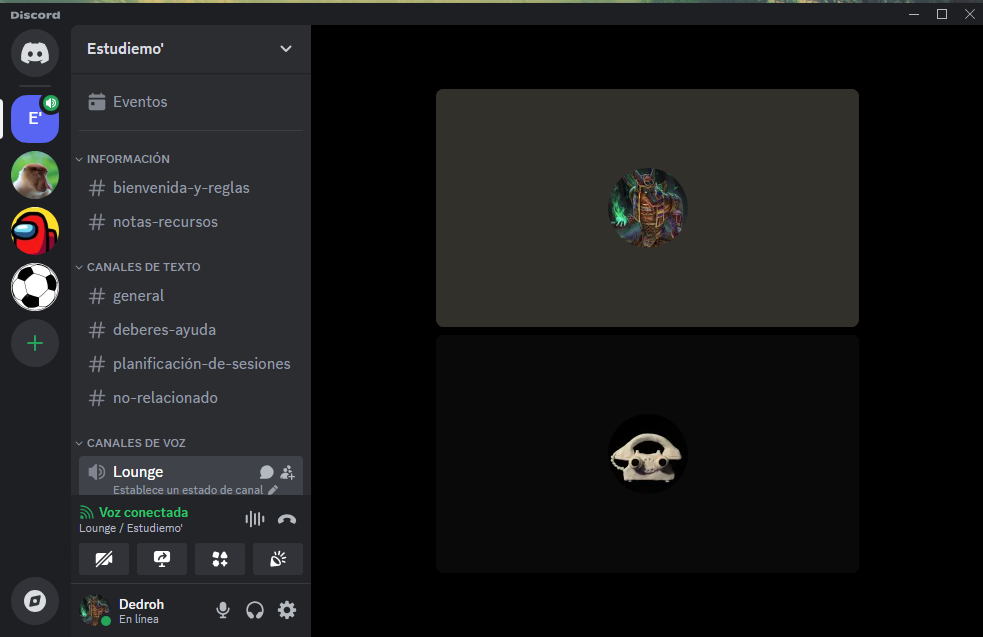 Discord
Estudiemo'
E'
Eventos
INFORMACIÓN
bienvenida-y-reglas
notas-recursos
CANALES DE TEXTO
general
deberes-ayuda
planificación-de-sesiones
no-relacionado
CANALES DE VOZ
Lounge
Establece un estado de canal
Voz conectada
Lounge / Estudiemo'
Dedroh
En línea